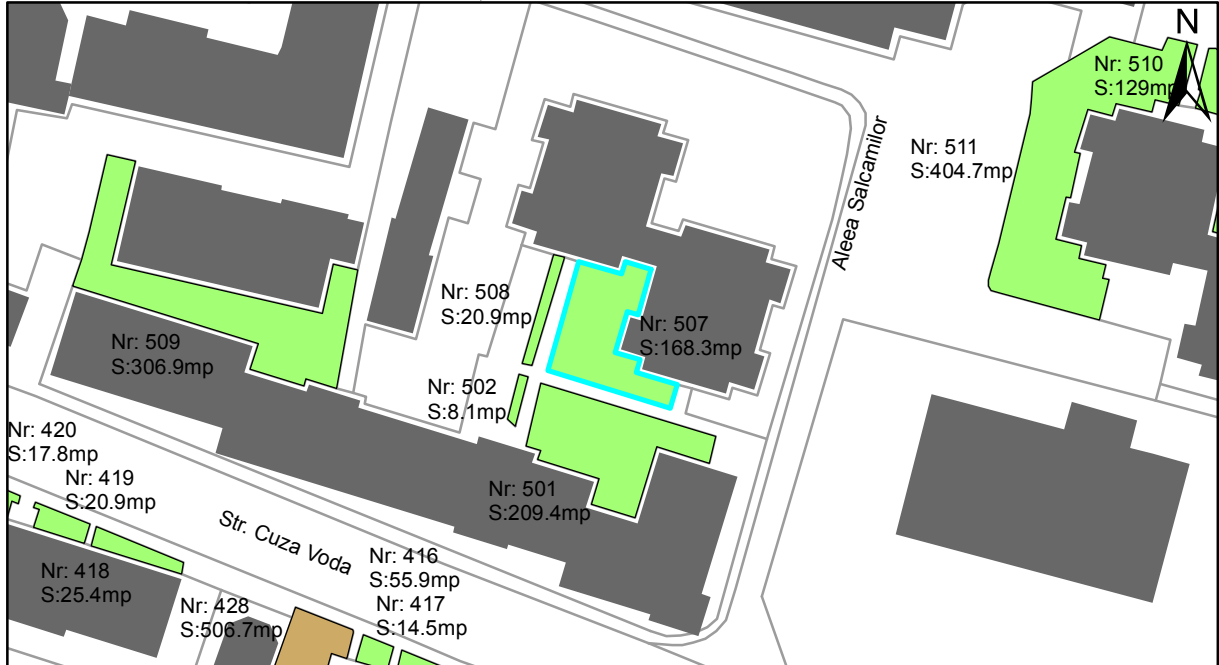 N
Nr: 510
S:129mp
Nr: 511
S:404.7mp
Aleea Salcamilor
Nr: 508
S:20.9mp
Nr: 507
S:168.3mp
Nr: 509
S:306.9mp
Nr: 502
S:8.1mp
Nr: 420
S:17.8mp
Nr: 419
S:20.9mp
Nr: 501
S:209.4mp
Str. Cuza Voda
Nr: 416
S:55.9mp
Nr: 418
S:25.4mp
Nr: 428
S:506.7mp
Nr: 417
S:14.5mp